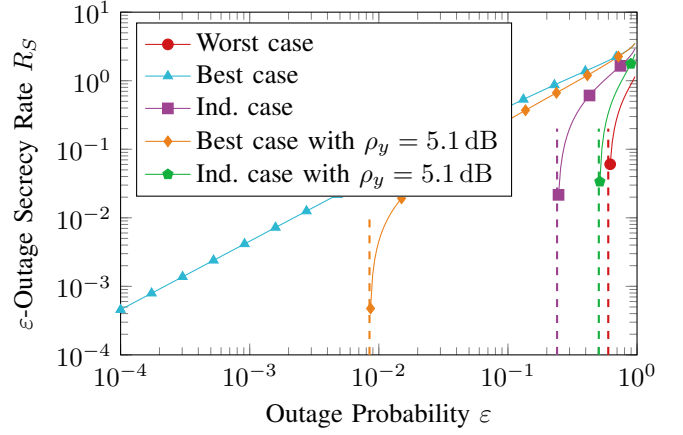 10^1
10^0
10^−1
10^−2
10^−3
10^−4
ε-Outage Secrecy Rate R_S
Worst case
Best case
Ind. case
Best case with ρ_y = 5.1 dB
Ind. case with ρ_y = 5.1 dB
10^−4 10^−3 10^−2 10^−1 10^0
Outage Probability ε